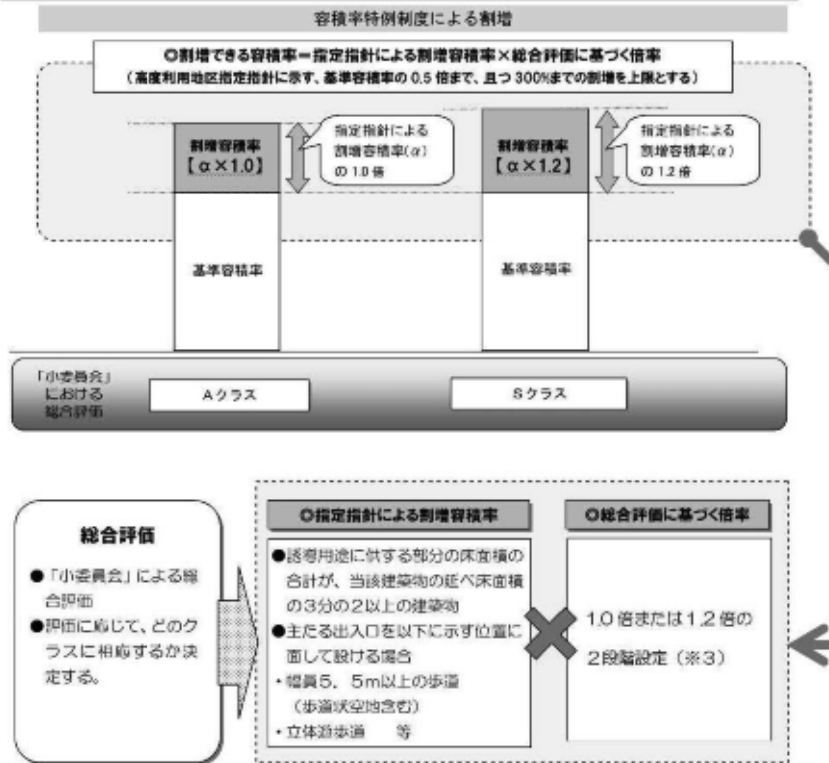 容積率特例制度による割増
◎割増できる容積率＝指定指針による割増容積率×総合評価に基づく倍率
（高度利用地区指定指針に示す、基準容積率の0.5倍まで、且つ300%までの割増を上限とする）
割増容積率
【α×1.0】
指定指針による
割増容積率(α)
の1.0倍
割増容積率
【α×1.2】
指定指針による
割増容積率(α)
の1.2倍
基準容積率
基準容積率
「小委員会」
における
総合評価
Aクラス
Sクラス
総合評価
●「小委員会」による総
合評価
●評価に応じて、どのク
ラスに相応するか決
定する。
◎指定指針による割増容積率
●誘導用途に供する部分の床面積の
合計が、当該建築物の延べ床面積
の3分の2以上の建築物
●主たる出入口を以下に示す位置に
面して設ける場合
・幅員5．5m以上の歩道
（歩道状空地含む）
・立体遊歩道　等
◎総合評価に基づく倍率
1.0倍または1.2倍の
2段階設定（※3）